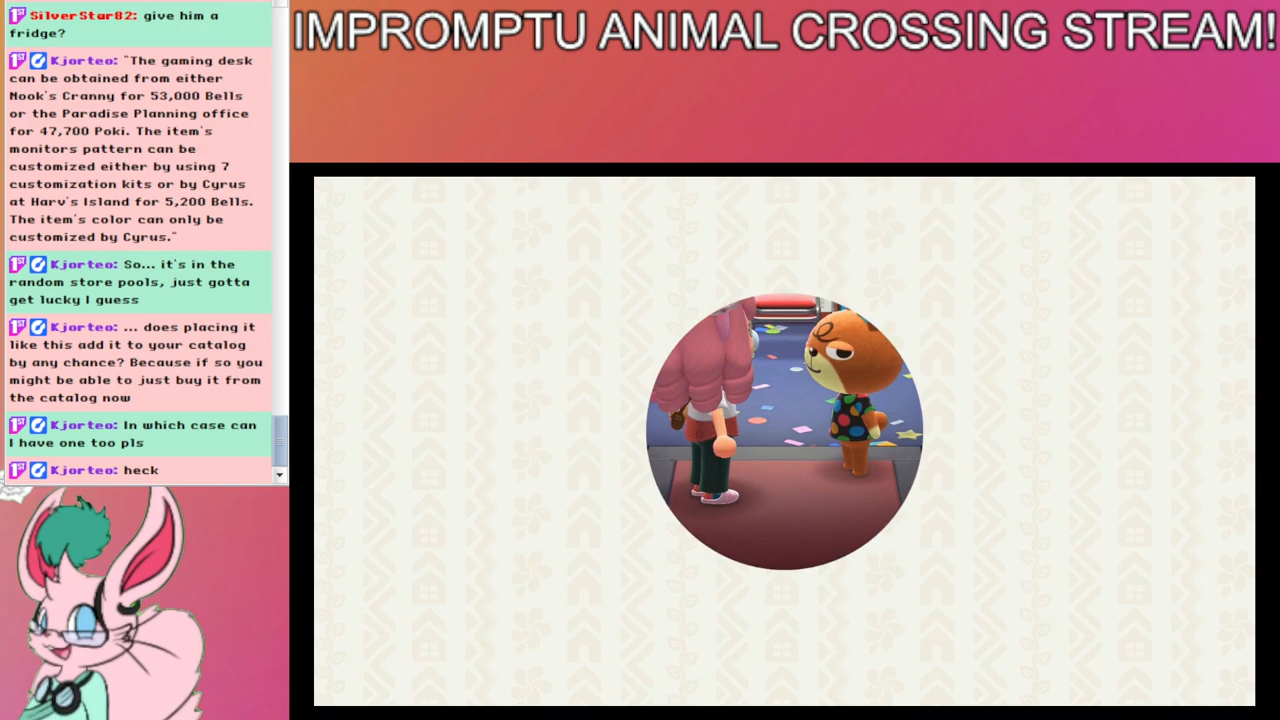 SilverStar82: give him a
fridge?
Kjorteo: "The gaming desk
can be obtained from either
Nook's Cranny for 53,000 Bells
or the Paradise Planning office
for 47,700 Poki. The item's
monitors pattern can be
customized either by using 7
customization kits or by Cyrus
at Harv's Island for 5,200 Bells.
The item's color can only be
customized by Cyrus."
Kjorteo: So... it's in the
random store pools, just gotta
get lucky I guess
Kjorteo: ... does placing it
like this add it to your catalog
by any chance? Because if so you
might be able to just buy it from
the catalog now
Kjorteo: In which case can
I have one too pls
Kjorteo: heck
IMPROMPTU ANIMAL CROSSING STREAM!